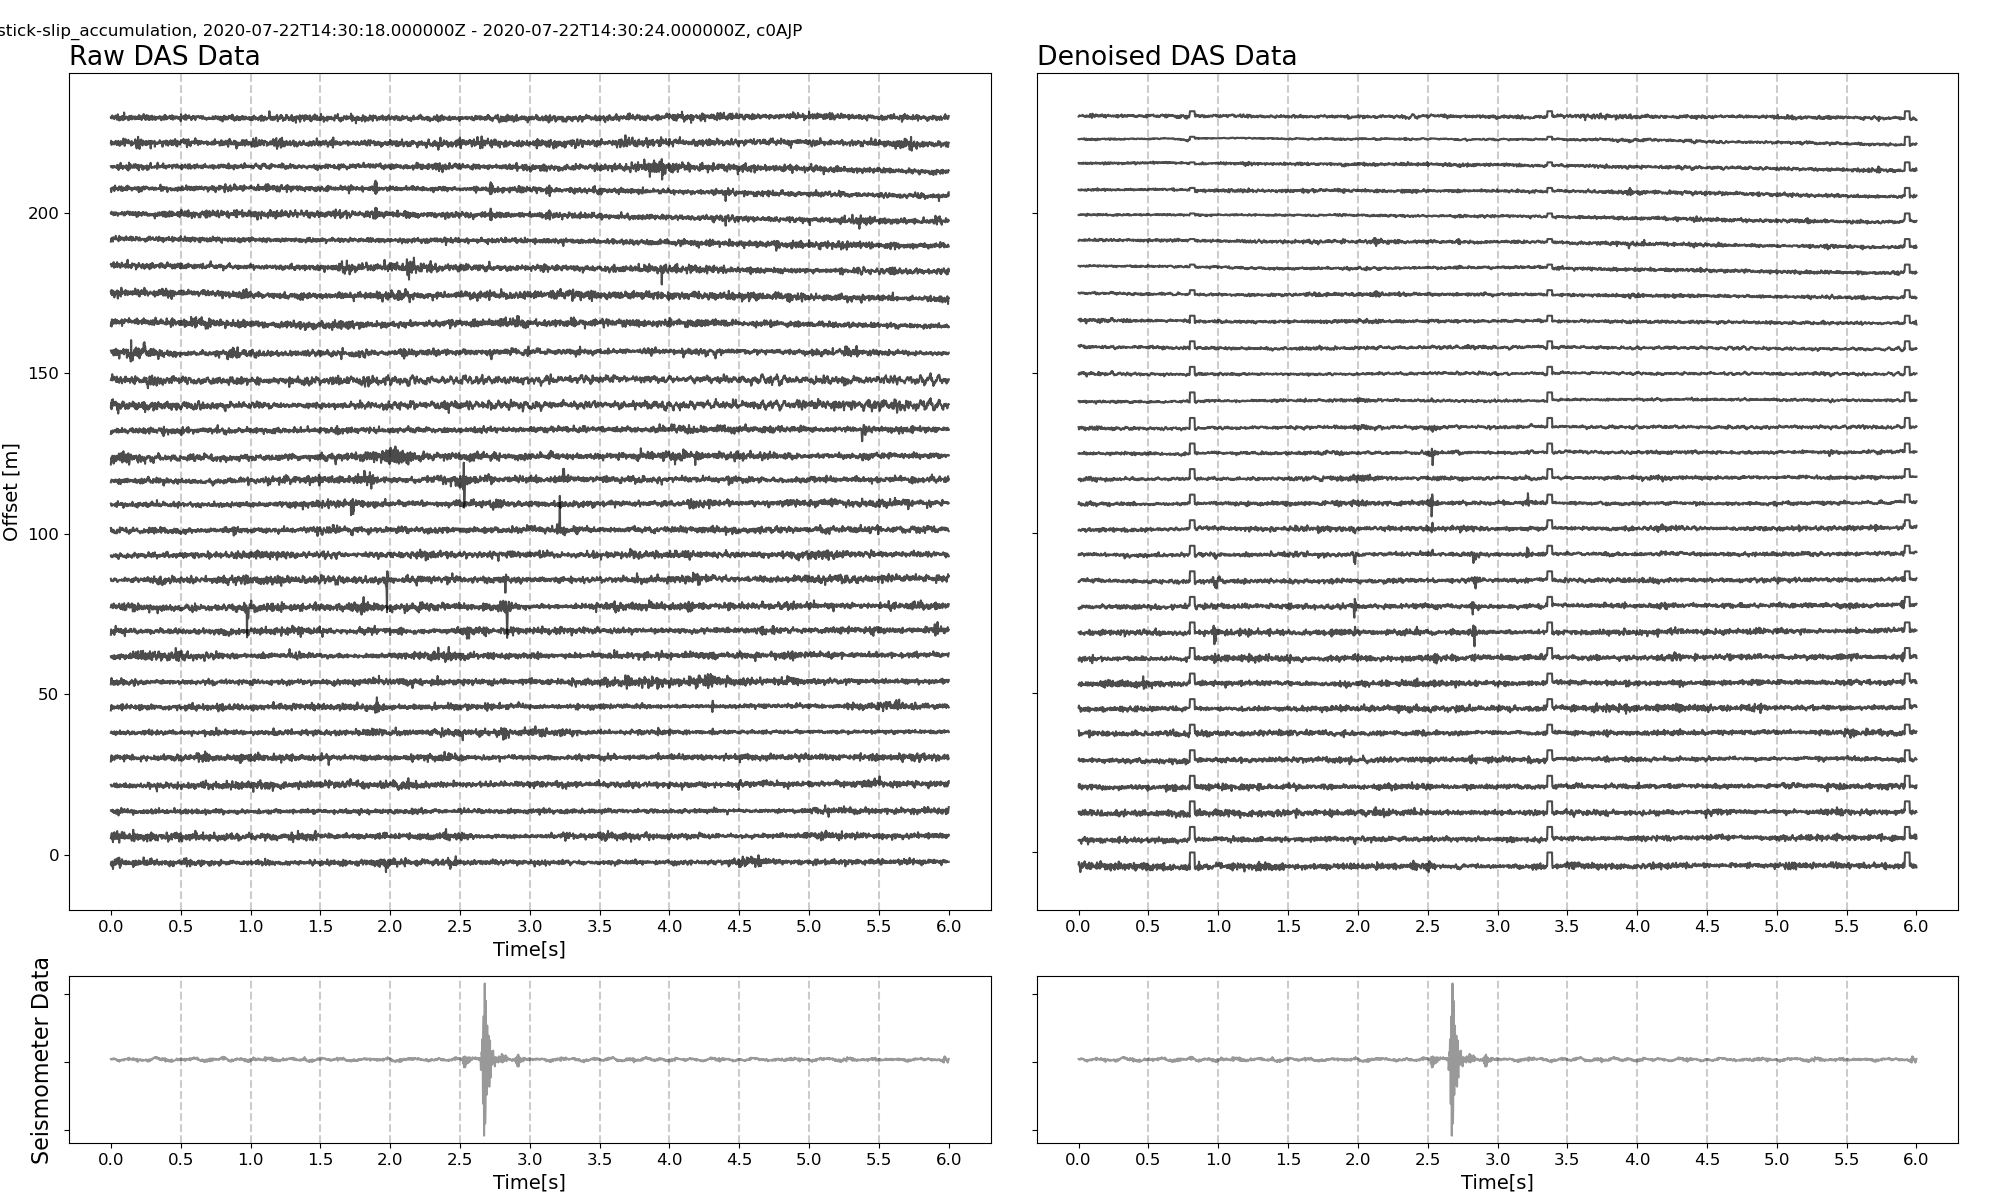 stick-slip_accumulation, 2020-07-22T14:30:18.000000Z - 2020-07-22T14:30:24.000000Z, c0AJP
Raw DAS Data
Denoised DAS Data
Offset [m]
200
150
100
50
0
0.0 0.5 1.0 1.5 2.0 2.5 3.0 3.5 4.0 4.5 5.0 5.5 6.0
Time[s]
0.0 0.5 1.0 1.5 2.0 2.5 3.0 3.5 4.0 4.5 5.0 5.5 6.0
Seismometer Data
0.0 0.5 1.0 1.5 2.0 2.5 3.0 3.5 4.0 4.5 5.0 5.5 6.0
Time[s]
0.0 0.5 1.0 1.5 2.0 2.5 3.0 3.5 4.0 4.5 5.0 5.5 6.0
Time[s]